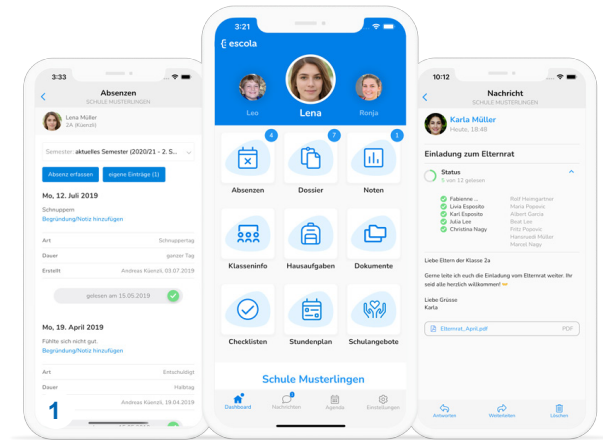 3:33
Absenzen
SCHULE MUSTERLINGEN
Lena Müller
2A (Kuenzli)
Semester aktuelles Semester (2020/21 - 2. S...
Absenz erfassen
eigene Einträge (1)
Mo, 12. Juli 2019
Schnuppern
Begründung/Notiz hinzufügen
Art Schnuppertag
Dauer ganzer Tag
Erstellt Andreas Küenzli, 03.07.2019
gelesen am 15.05.2019
Mo, 19. April 2019
Fühlte sich nicht gut.
Begründung/Notiz hinzufügen
Art Entschuldigt
Dauer Halbtag
Andreas Küenzli, 19.04.2019
1
3:21
escola
Leo
Lena
Ronja
4
7
1
Absenzen
Dossier
Noten
Klasseninfo
Hausaufgaben
Dokumente
Checklisten
Stundenplan
Schulangebote
Schule Musterlingen
Dashboard
Nachrichten
Agenda
Einstellungen
10:12
Nachricht
SCHULE MUSTERLINGEN
Karla Müller
Heute, 18:46
Einladung zum Elternrat
Status
5 von 12 gelesen
Fabienne ... Rolf Heimgartner
Livia Esposito Maria Popovic
Karl Esposito Albert Garcia
Julia Lee Beat Lee
Christina Nagy Fritz Popovic
Hansruedi Müller
Marcel Nagy
Liebe Eltern der Klasse 2a
Gerne leite ich euch die Einladung vom Elternrat weiter. Ihr
seid alle herzlich willkommen!
Liebe Grüsse
Karla
Elternrat_April.pdf PDF
Antworten
Weiterleiten
Löschen